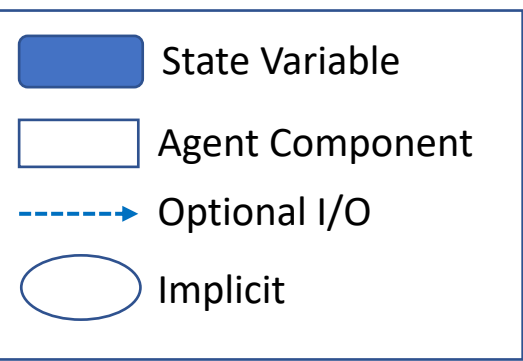 State Variable
Agent Component
Optional I/O
Implicit